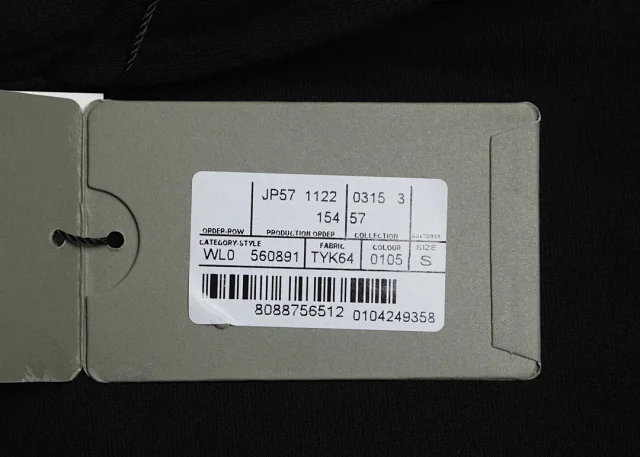 JP57 1122 0315 3
154 57
ORDER-ROW PRODUCTION ORDER COLLECTION CUSTOMER
CATEGORY-STYLE FABRIC COLOUR SIZE
WL0 560891 TYK64 0105 S
8088756512 0104249358